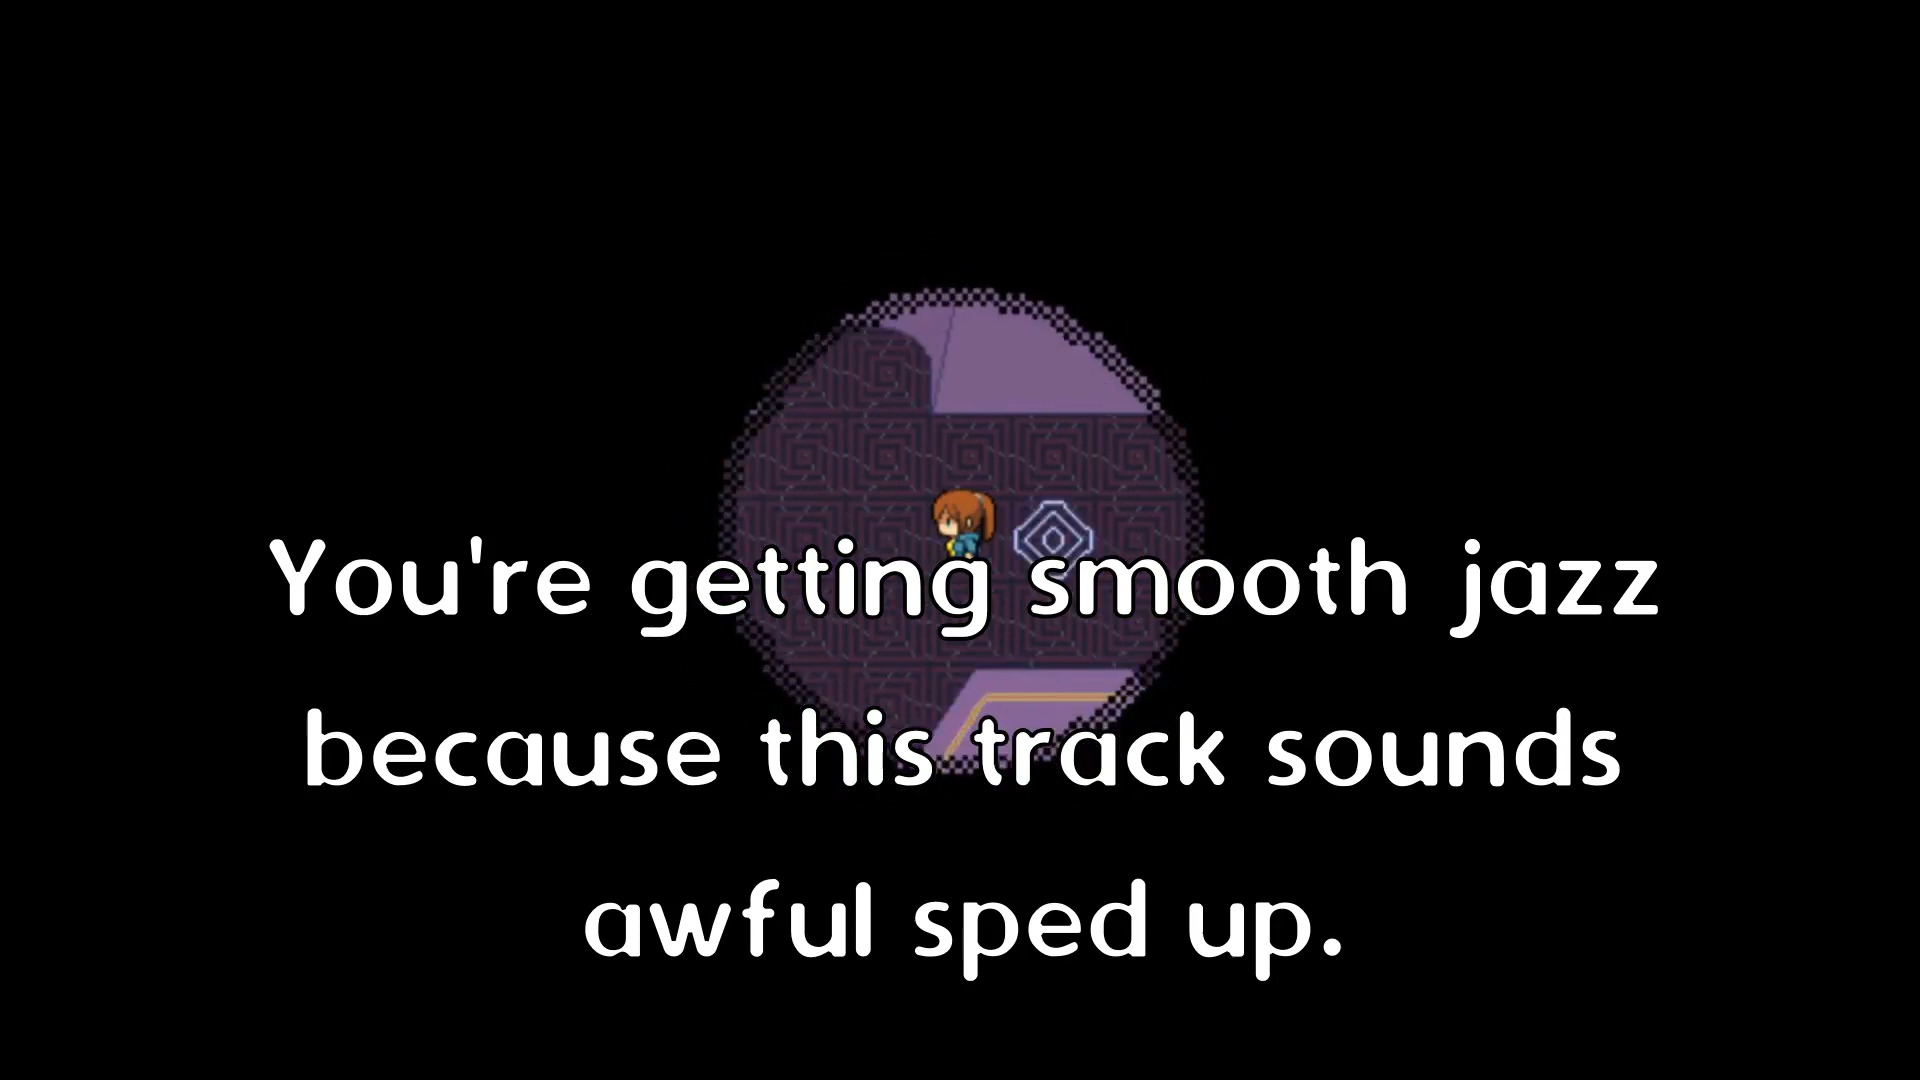 You're getting smooth jazz
because this track sounds
awful sped up.